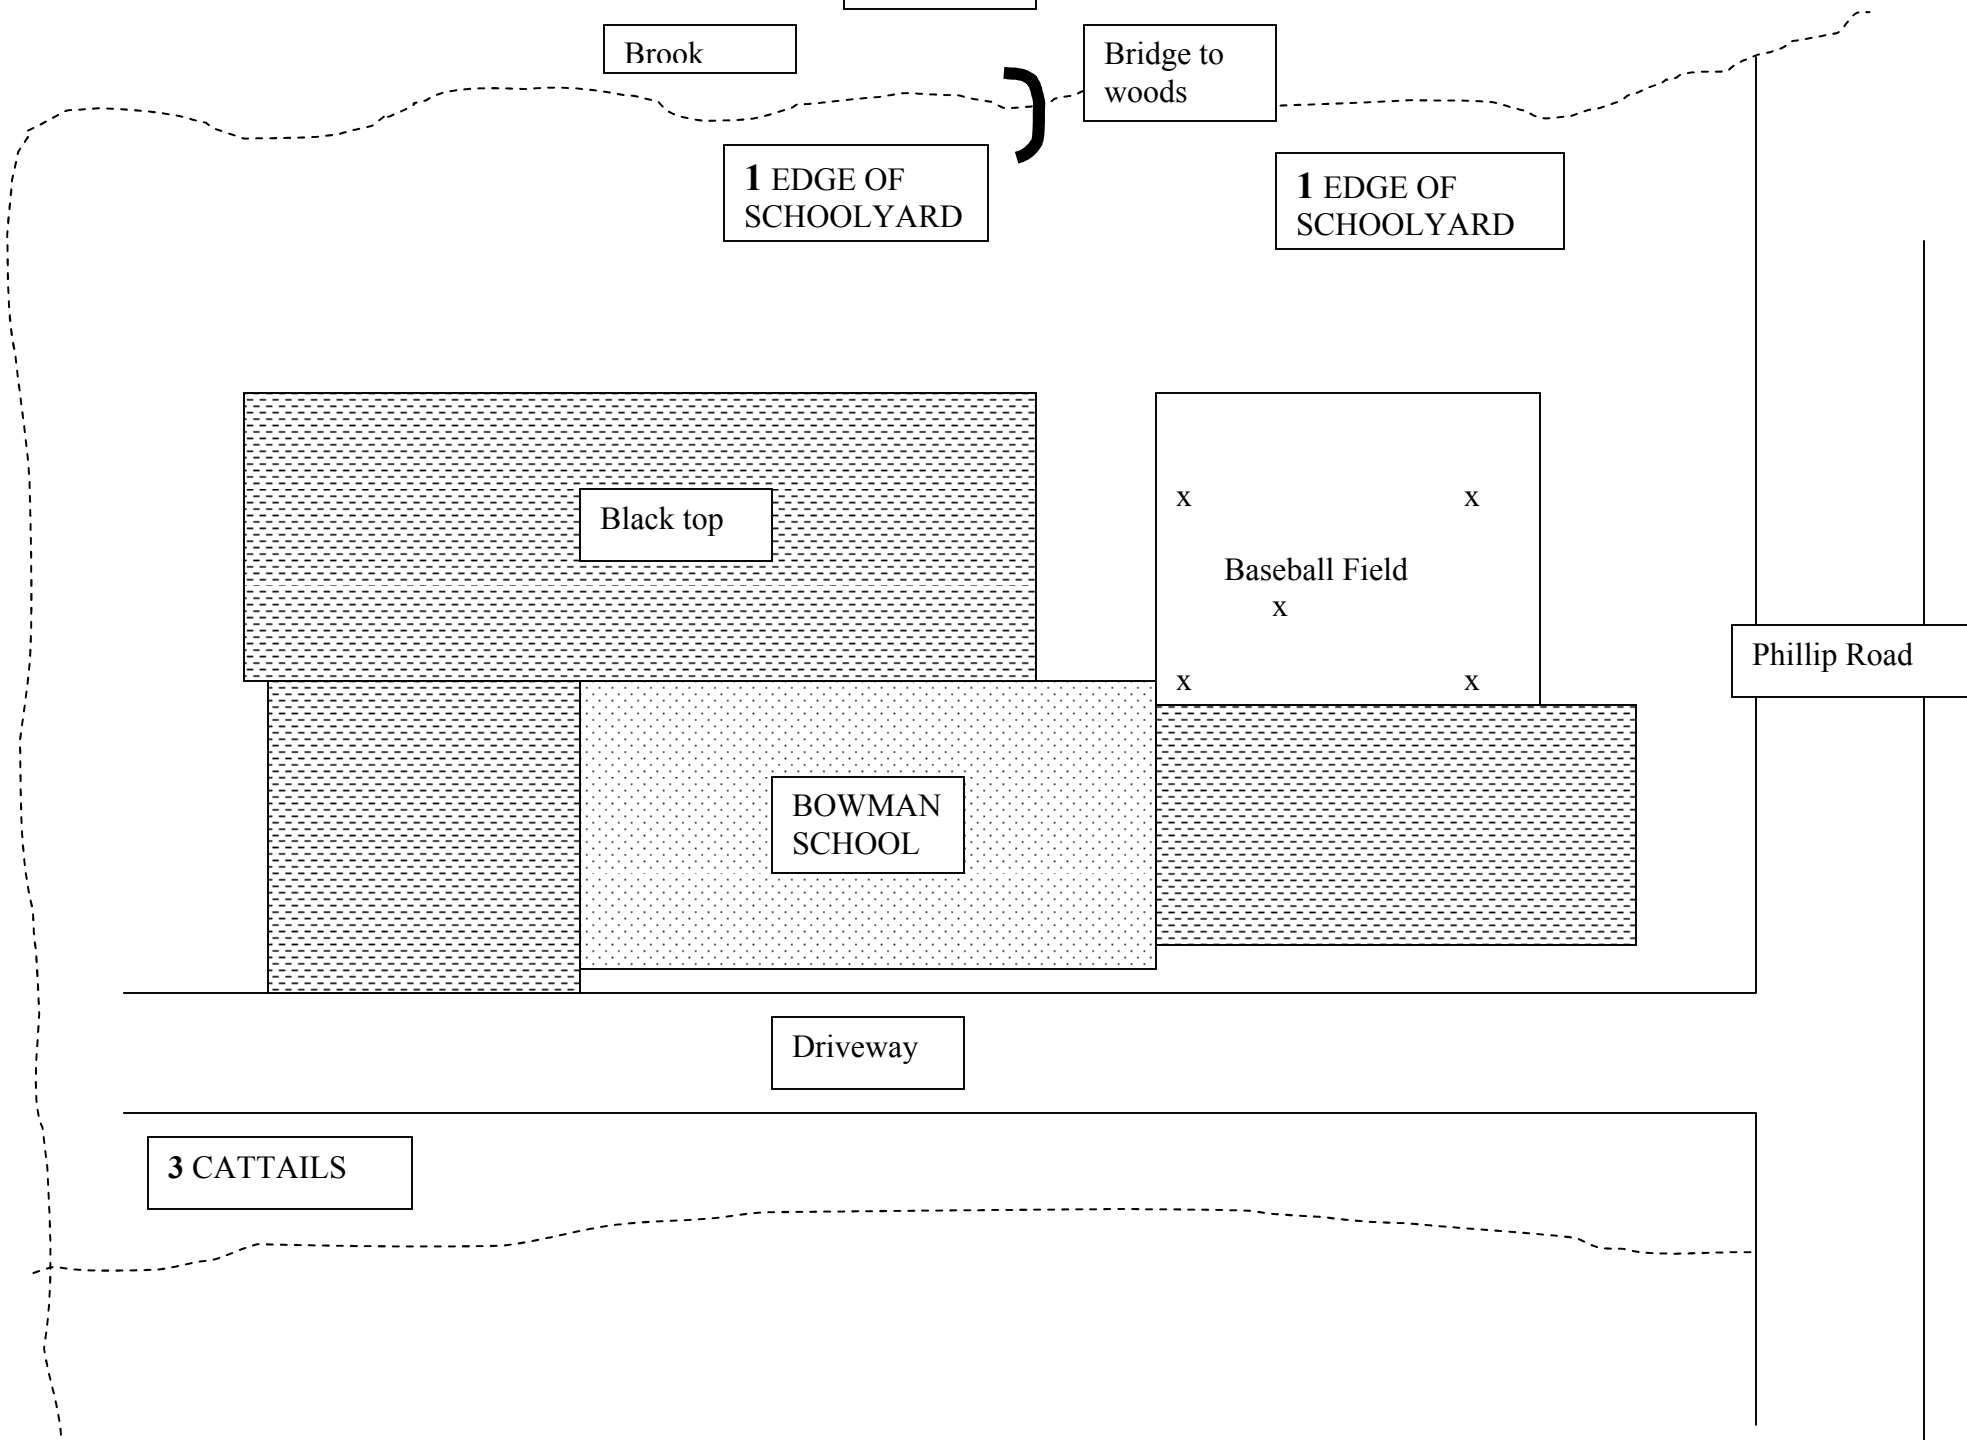 Brook
Bridge to
woods
1 EDGE OF
SCHOOLYARD
1 EDGE OF
SCHOOLYARD
Black top
x x
Baseball Field
x
x x
Phillip Road
BOWMAN
SCHOOL
Driveway
3 CATTAILS